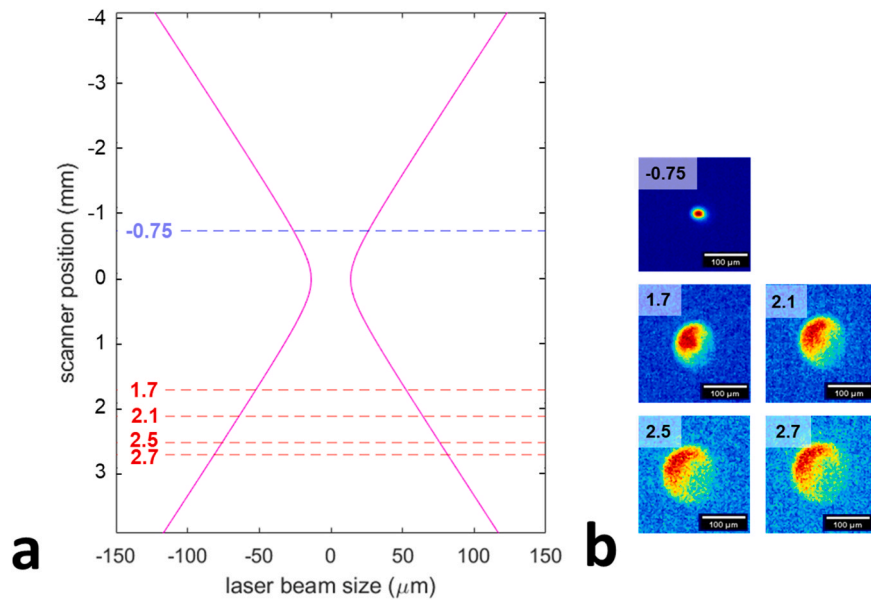 -4
-3
-2
-1
0
1
2
3
scanner position (mm)
-0.75
1.7
2.1
2.5
2.7
-150 -100 -50 0 50 100 150
laser beam size (μm)
a
-0.75
100 μm
1.7
100 μm
2.1
100 μm
2.5
100 μm
2.7
100 μm
b